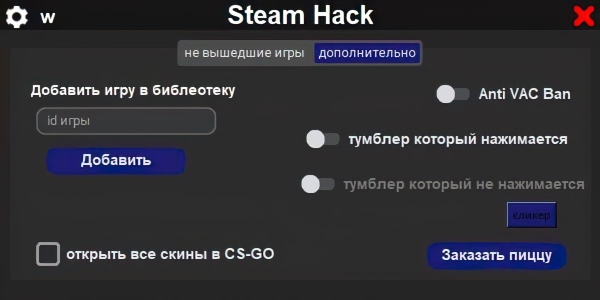 w
Steam Hack
не вышедшие игры
дополнительно
Добавить игру в библеотеку
id игры
Добавить
Anti VAC Ban
тумблер который нажимается
тумблер который не нажимается
кликер
открыть все скины в CS-GO
Заказать пиццу